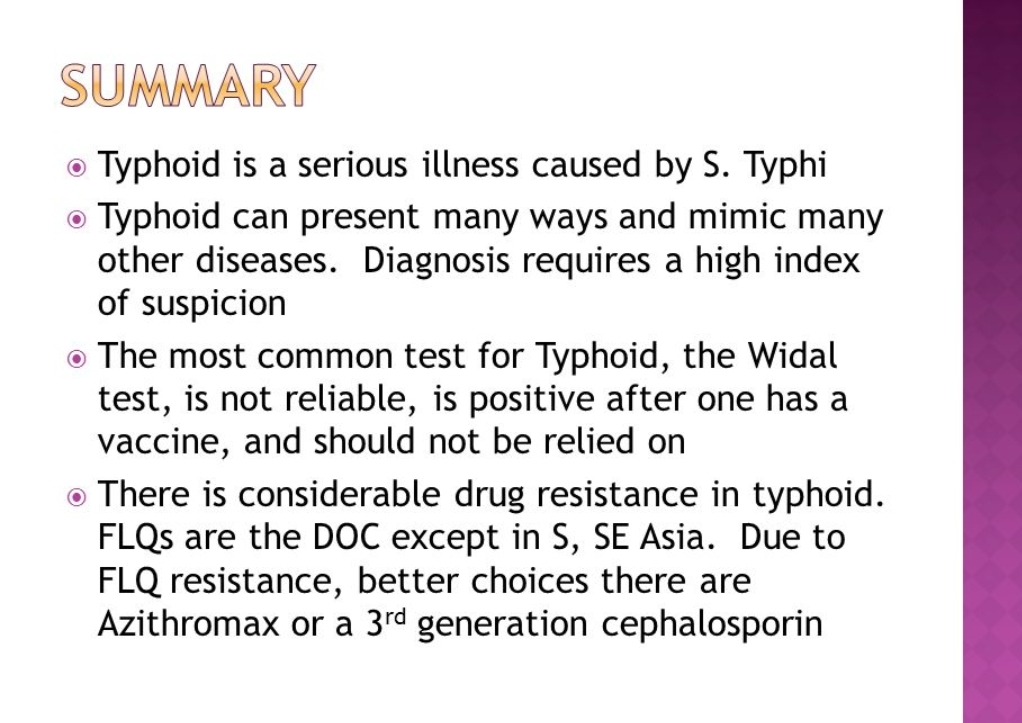 SUMMARY
Typhoid is a serious illness caused by S. Typhi
Typhoid can present many ways and mimic many
other diseases.  Diagnosis requires a high index
of suspicion
The most common test for Typhoid, the Widal
test, is not reliable, is positive after one has a
vaccine, and should not be relied on
There is considerable drug resistance in typhoid.
FLQs are the DOC except in S, SE Asia.  Due to
FLQ resistance, better choices there are
Azithromax or a 3rd generation cephalosporin